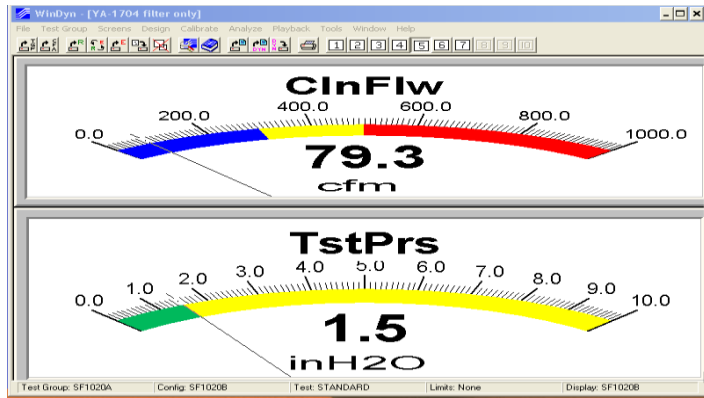 WinDyn - [YA-1704 filter only]
File Test Group Screens Design Calibrate Analyze Playback Tools Window Help
1 2 3 4 5 6 7 8 9 10
ClnFlw
0.0 200.0 400.0 600.0 800.0 1000.0
79.3
cfm
TstPrs
0.0 1.0 2.0 3.0 4.0 5.0 6.0 7.0 8.0 9.0 10.0
1.5
inH2O
Test Group: SF1020A Config: SF1020B Test: STANDARD Limits: None Display: SF1020B